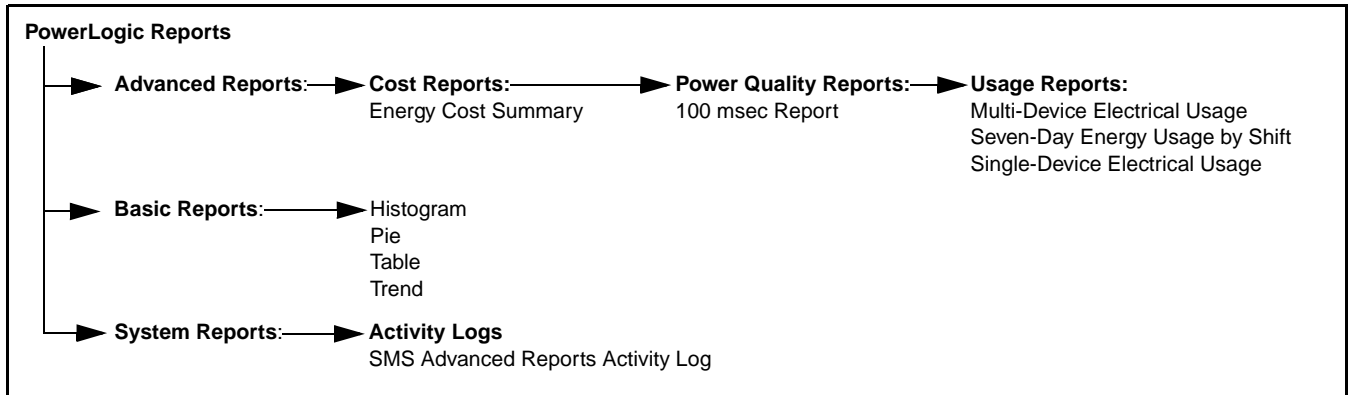 PowerLogic Reports
Advanced Reports: Cost Reports: Power Quality Reports: Usage Reports:
Energy Cost Summary 100 msec Report Multi-Device Electrical Usage
Seven-Day Energy Usage by Shift
Single-Device Electrical Usage
Basic Reports: Histogram
Pie
Table
Trend
System Reports: Activity Logs
SMS Advanced Reports Activity Log